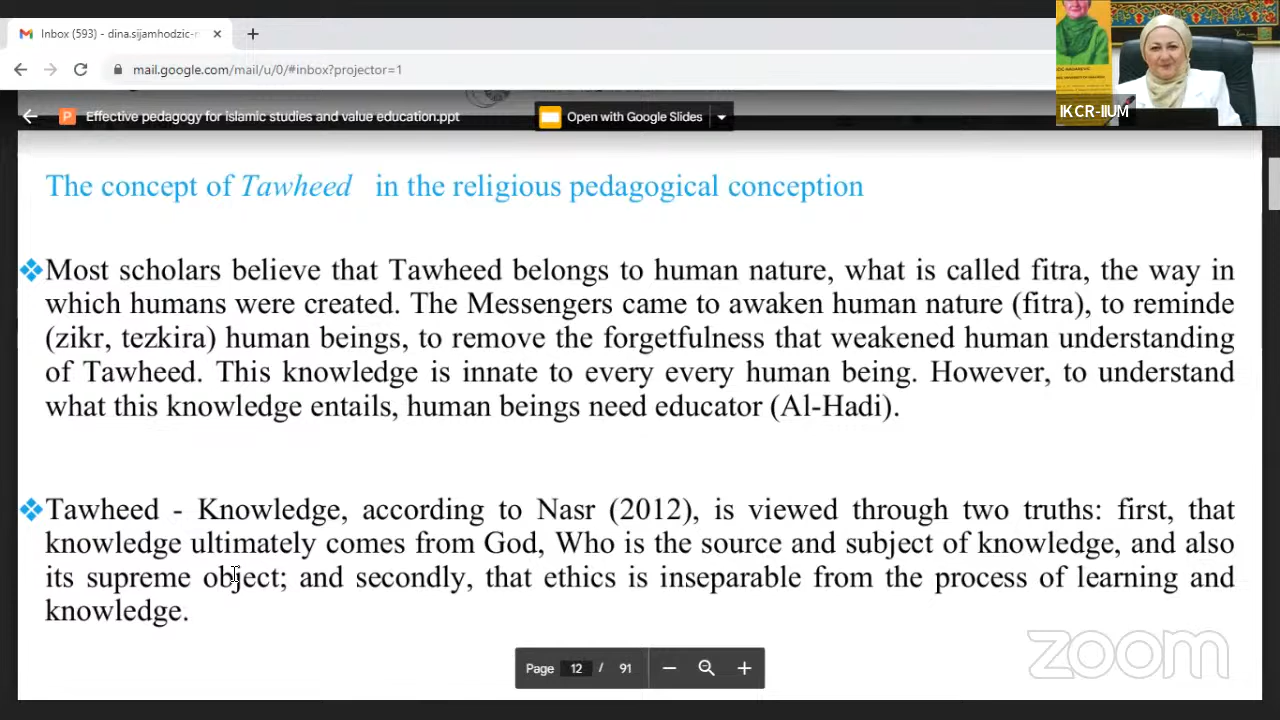 Inbox (593) - dina.sijamhodzic-
mail.google.com/mail/u/0/#inbox?projector=1
IKCR-IIUM
Effective pedagogy for islamic studies and value education.ppt
Open with Google Slides
The concept of Tawheed in the religious pedagogical conception
Most scholars believe that Tawheed belongs to human nature, what is called fitra, the way in
which humans were created. The Messengers came to awaken human nature (fitra), to reminde
(zikr, tezkira) human beings, to remove the forgetfulness that weakened human understanding
of Tawheed. This knowledge is innate to every every human being. However, to understand
what this knowledge entails, human beings need educator (Al-Hadi).
Tawheed - Knowledge, according to Nasr (2012), is viewed through two truths: first, that
knowledge ultimately comes from God, Who is the source and subject of knowledge, and also
its supreme object; and secondly, that ethics is inseparable from the process of learning and
knowledge.
Page 12 / 91
zoom